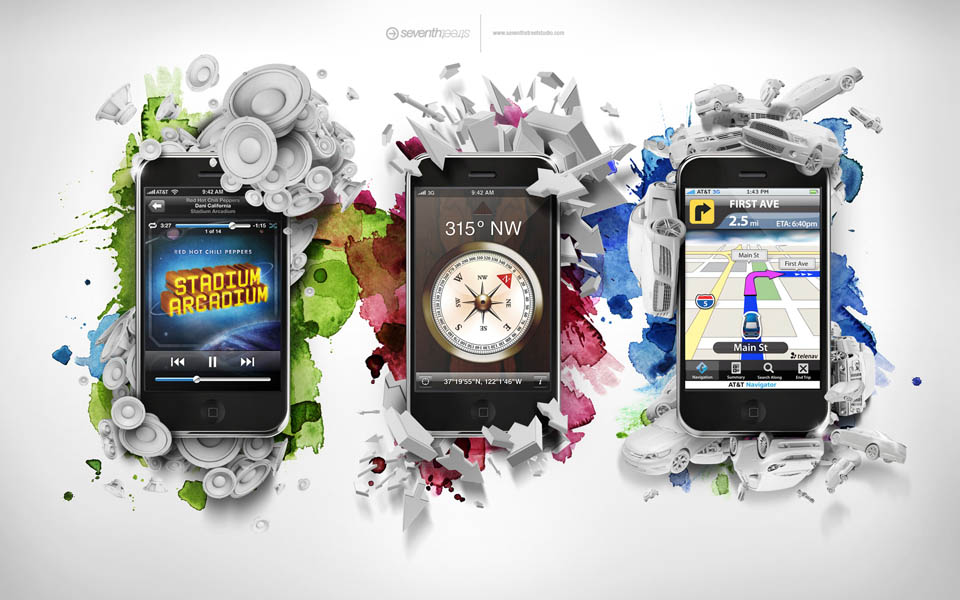 seventhstreet
www.seventhstreetstudio.com
AT&T 9:42 AM
Red Hot Chili Peppers
Dani California
Stadium Arcadium
3:27 -1:15
1 of 14
RED HOT CHILI PEPPERS
STADIUM
ARCADIUM
3G 9:42 AM
315° NW
N
NW
W
NE
SW
E
S
SE
37°19'55"N, 122°1'46"W
AT&T 3G 1:43 PM
FIRST AVE
2.5 mi ETA: 6:40pm
Main St
First Ave
5
Main St
telenav
Navigation Summary Search Along End Trip
AT&T Navigator